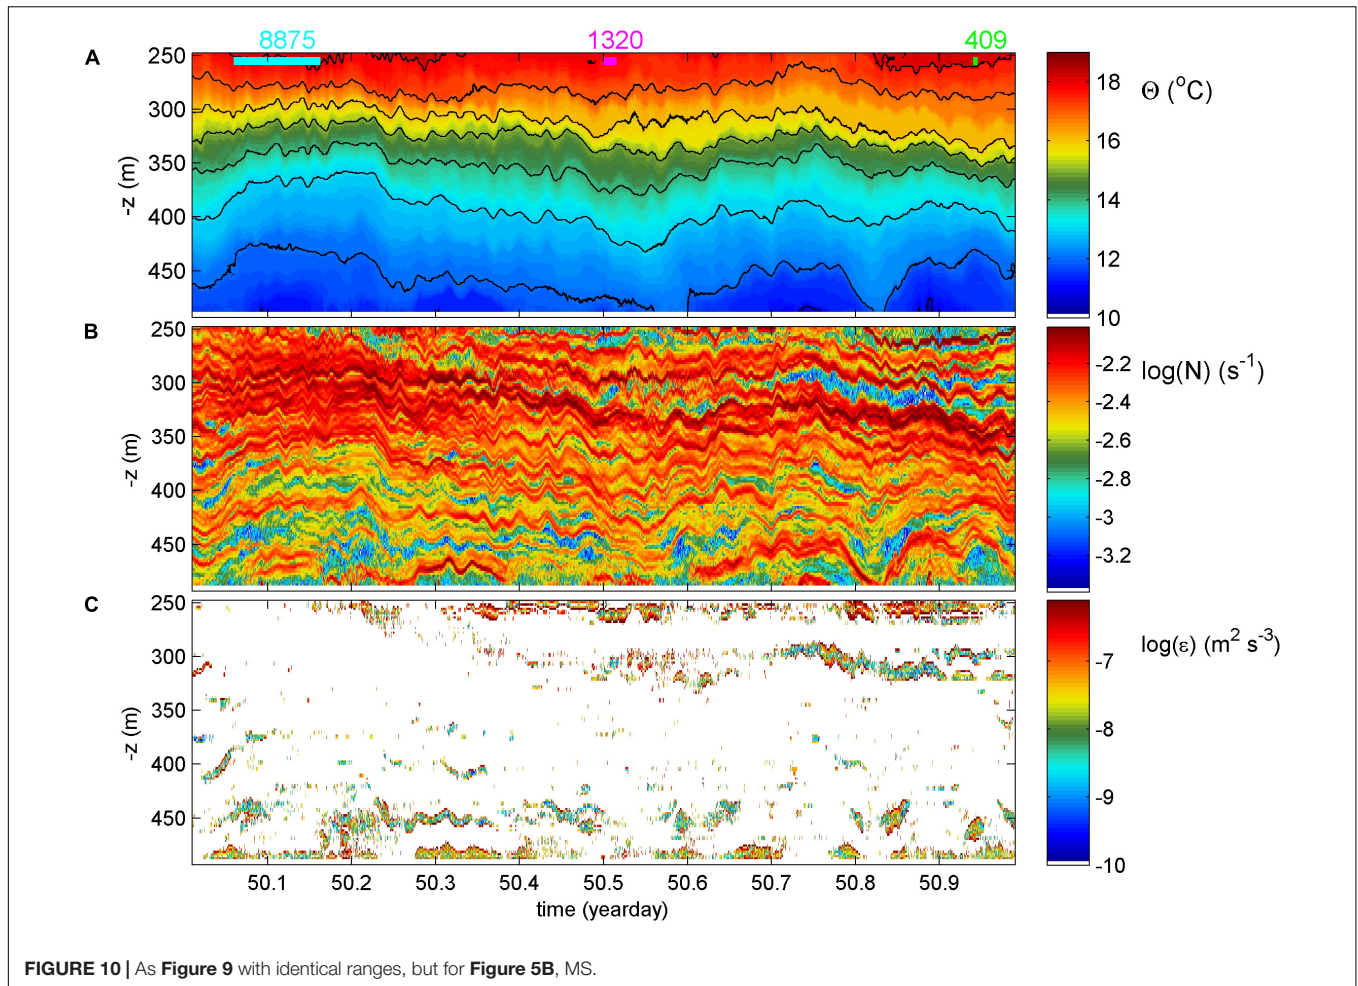 8875 1320 409
A
250
300
350
400
450
-z (m)
18
16
14
12
10
Θ (°C)
B
250
300
350
400
450
-z (m)
-2.2
-2.4
-2.6
-2.8
-3
-3.2
log(N) (s⁻¹)
C
250
300
350
400
450
-z (m)
-7
-8
-9
-10
log(ε) (m² s⁻³)
50.1 50.2 50.3 50.4 50.5 50.6 50.7 50.8 50.9
time (yearday)
FIGURE 10 | As Figure 9 with identical ranges, but for Figure 5B, MS.